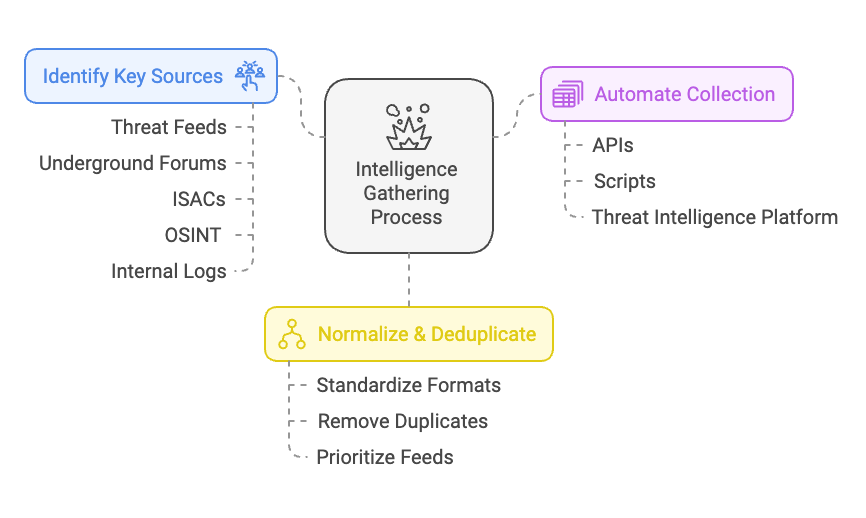 Identify Key Sources
Threat Feeds
Underground Forums
ISACs
OSINT
Internal Logs
Intelligence
Gathering
Process
Automate Collection
APIs
Scripts
Threat Intelligence Platform
Normalize & Deduplicate
Standardize Formats
Remove Duplicates
Prioritize Feeds